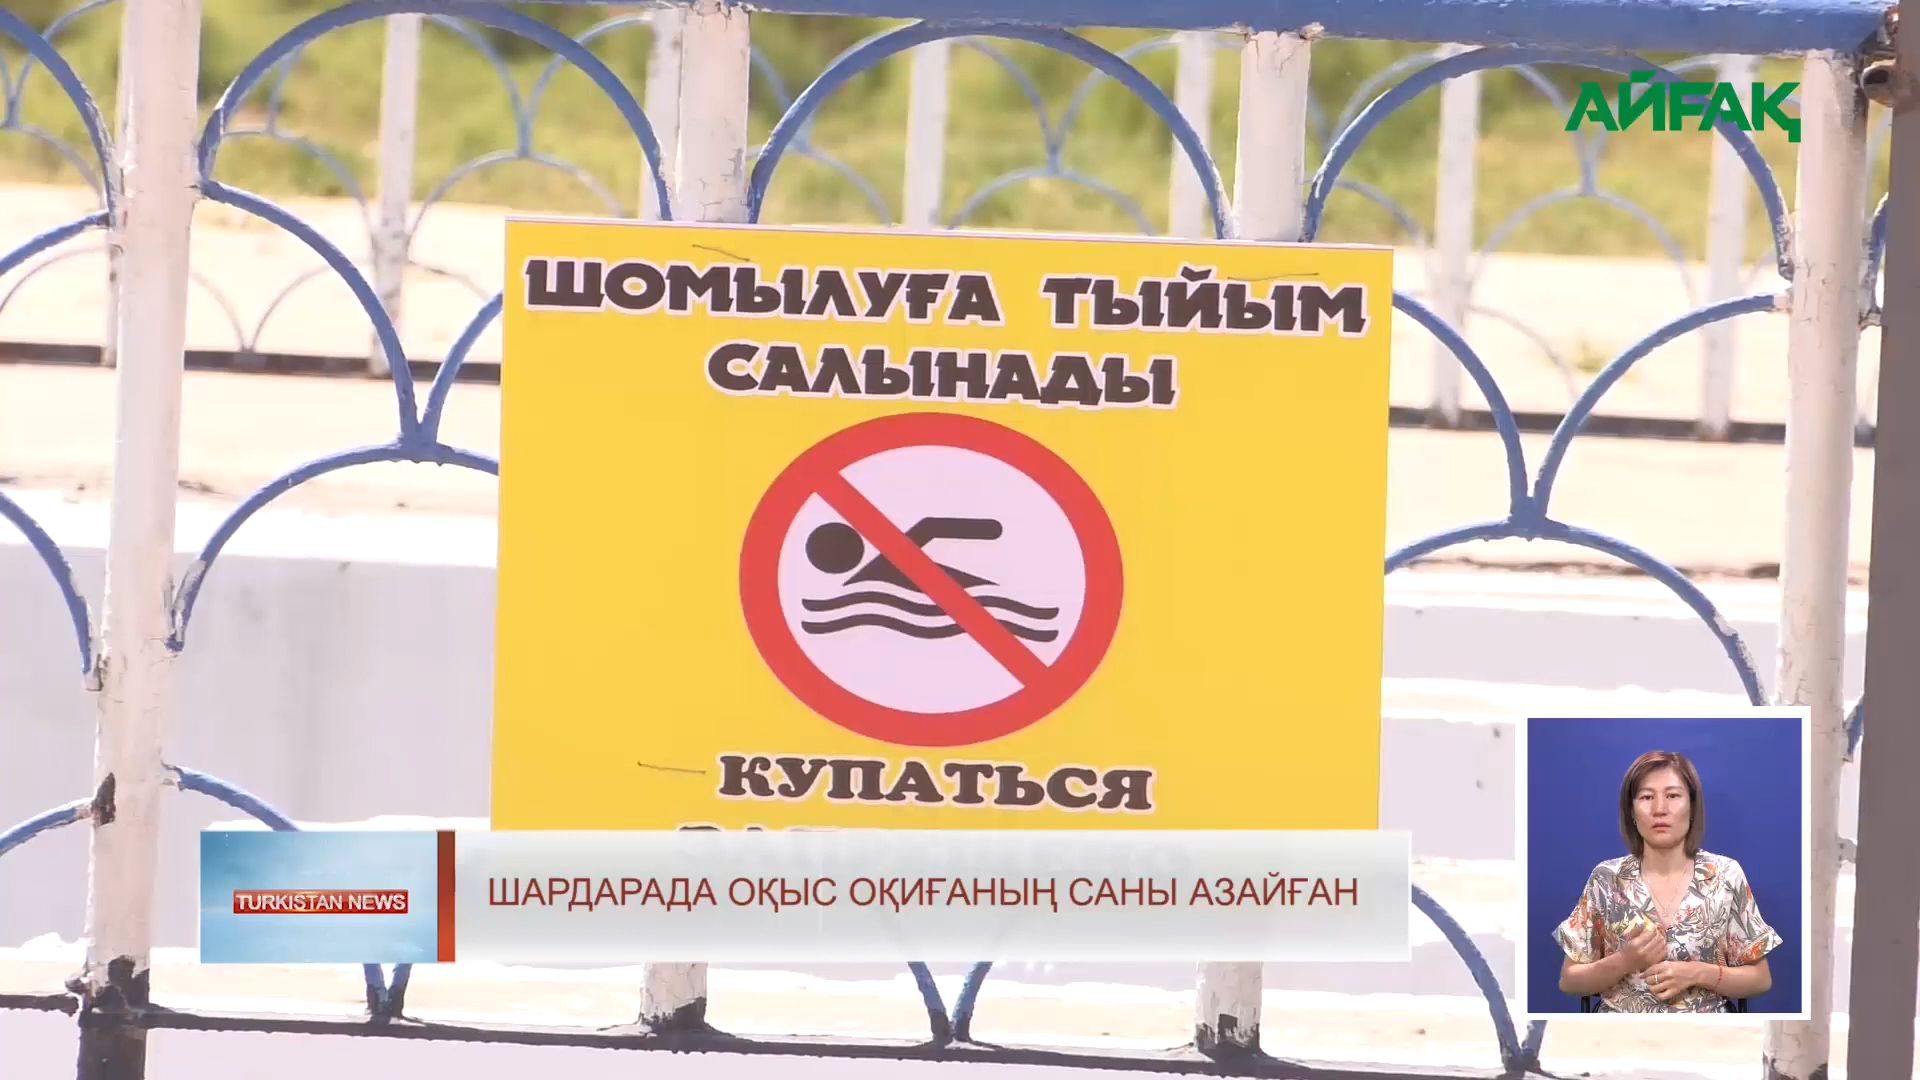 АЙҒАҚ
ШОМЫЛУҒА ТЫЙЫМ
САЛЫНАДЫ
КУПАТЬСЯ
TURKISTAN NEWS
ШАРДАРАДА ОҚЫС ОҚИҒАНЫҢ САНЫ АЗАЙҒАН